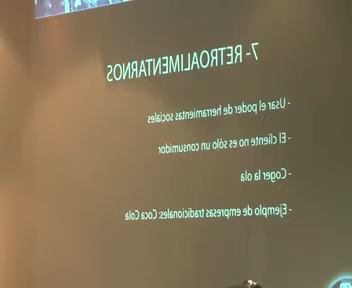 7- RETROALIMENTARNOS
- Usar el poder de herramientas sociales
- El cliente no es sólo un consumidor
- Coger la ola
- Ejemplo de empresas tradicionales: Coca Cola